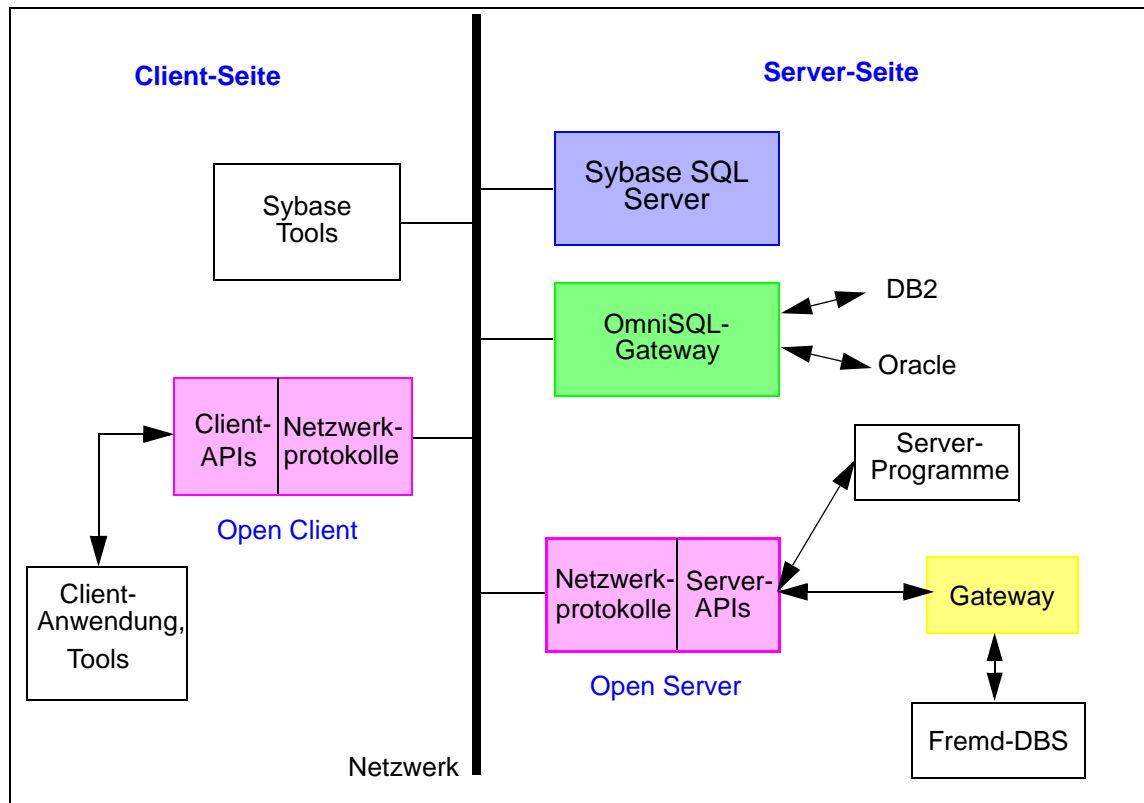 Client-Seite
Server-Seite
Sybase
Tools
Sybase SQL
Server
OmniSQL-
Gateway
DB2
Oracle
Client-
APIs
Netzwerk-
protokolle
Open Client
Client-
Anwendung,
Tools
Server-
Programme
Netzwerk-
protokolle
Server-
APIs
Open Server
Gateway
Fremd-DBS
Netzwerk